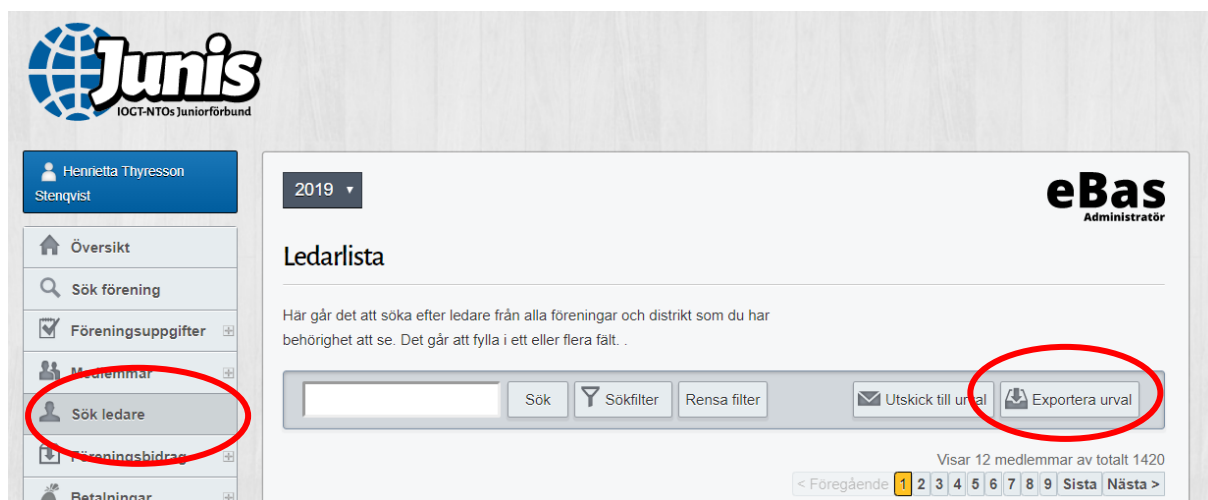 Junis
IOGT-NTOs Juniorförbund
Henrietta Thyresson
Stenqvist
Översikt
Sök förening
Föreningsuppgifter
Medlemmar
Sök ledare
Föreningsbidrag
Betalningar
2019
eBas
Administratör
Ledarlista
Här går det att söka efter ledare från alla föreningar och distrikt som du har
behörighet att se. Det går att fylla i ett eller flera fält. .
Sök Sökfilter Rensa filter Utskick till urval Exportera urval
Visar 12 medlemmar av totalt 1420
< Föregående 1 2 3 4 5 6 7 8 9 Sista Nästa >